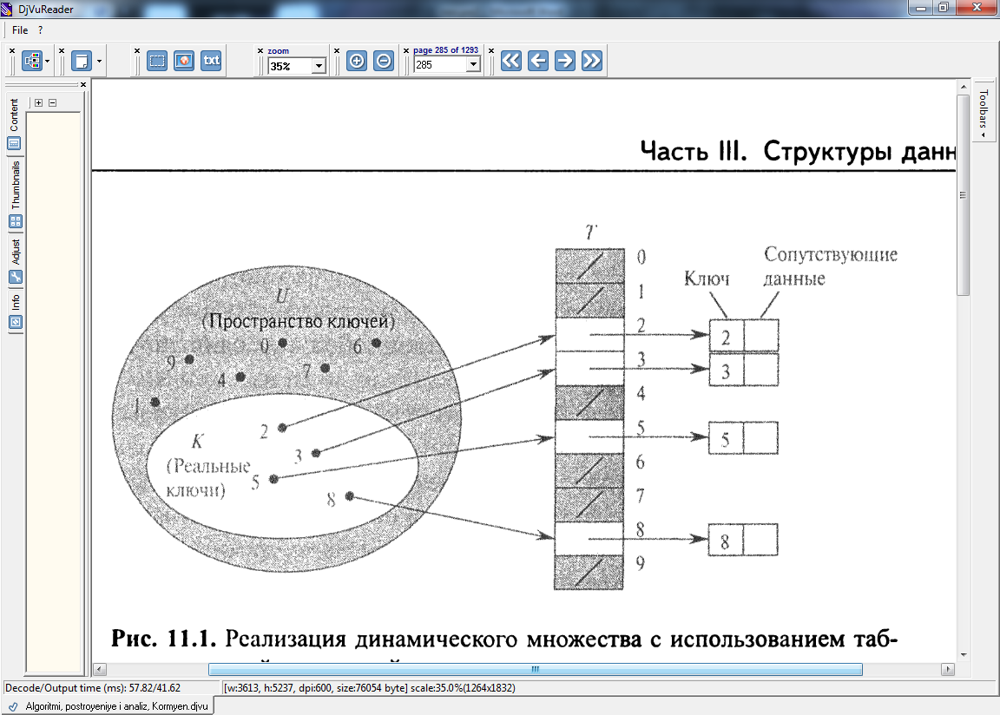 DjVuReader
File ?
zoom
35%
page 285 of 1293
285
txt
Content
Thumbnails
Adjust
Info
Toolbars
Часть III. Структуры данн
T
0
1
2
3
4
5
6
7
8
9
Ключ
Сопутствующие
данные
2
3
5
8
U
(Пространство ключей)
0
6
9
7
4
1
K
(Реальные
ключи)
2
3
5
8
Рис. 11.1. Реализация динамического множества с использованием таб-
Decode/Output time (ms): 57.82/41.62
[w:3613, h:5237, dpi:600, size:76054 byte] scale:35.0%(1264x1832)
Algoritmi, postroyeniye i analiz, Kormyen.djvu